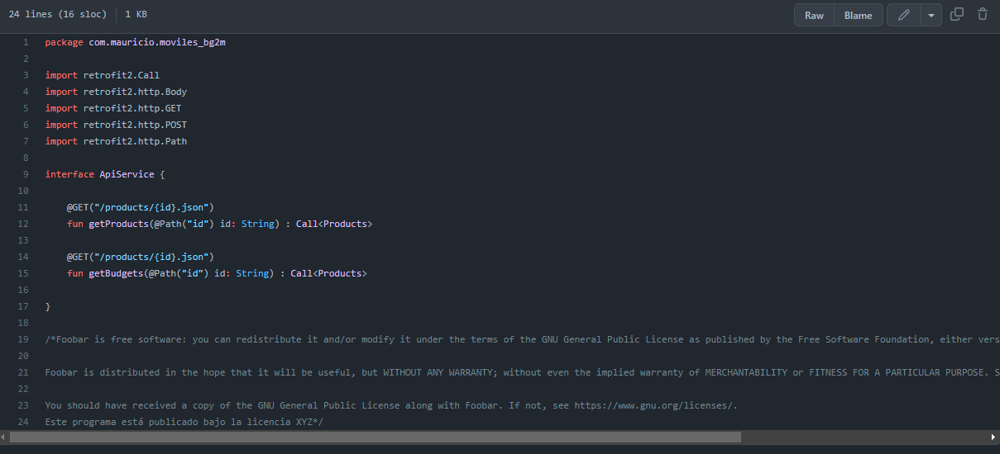 24 lines (16 sloc) 1 KB Raw Blame
1 package com.mauricio.moviles_bg2m
2
3 import retrofit2.Call
4 import retrofit2.http.Body
5 import retrofit2.http.GET
6 import retrofit2.http.POST
7 import retrofit2.http.Path
8
9 interface ApiService {
10
11 @GET("/products/{id}.json")
12 fun getProducts(@Path("id") id: String) : Call<Products>
13
14 @GET("/products/{id}.json")
15 fun getBudgets(@Path("id") id: String) : Call<Products>
16
17 }
18
19 /*Foobar is free software: you can redistribute it and/or modify it under the terms of the GNU General Public License as published by the Free Software Foundation, either vers
20
21 Foobar is distributed in the hope that it will be useful, but WITHOUT ANY WARRANTY; without even the implied warranty of MERCHANTABILITY or FITNESS FOR A PARTICULAR PURPOSE. S
22
23 You should have received a copy of the GNU General Public License along with Foobar. If not, see https://www.gnu.org/licenses/.
24 Este programa está publicado bajo la licencia XYZ*/